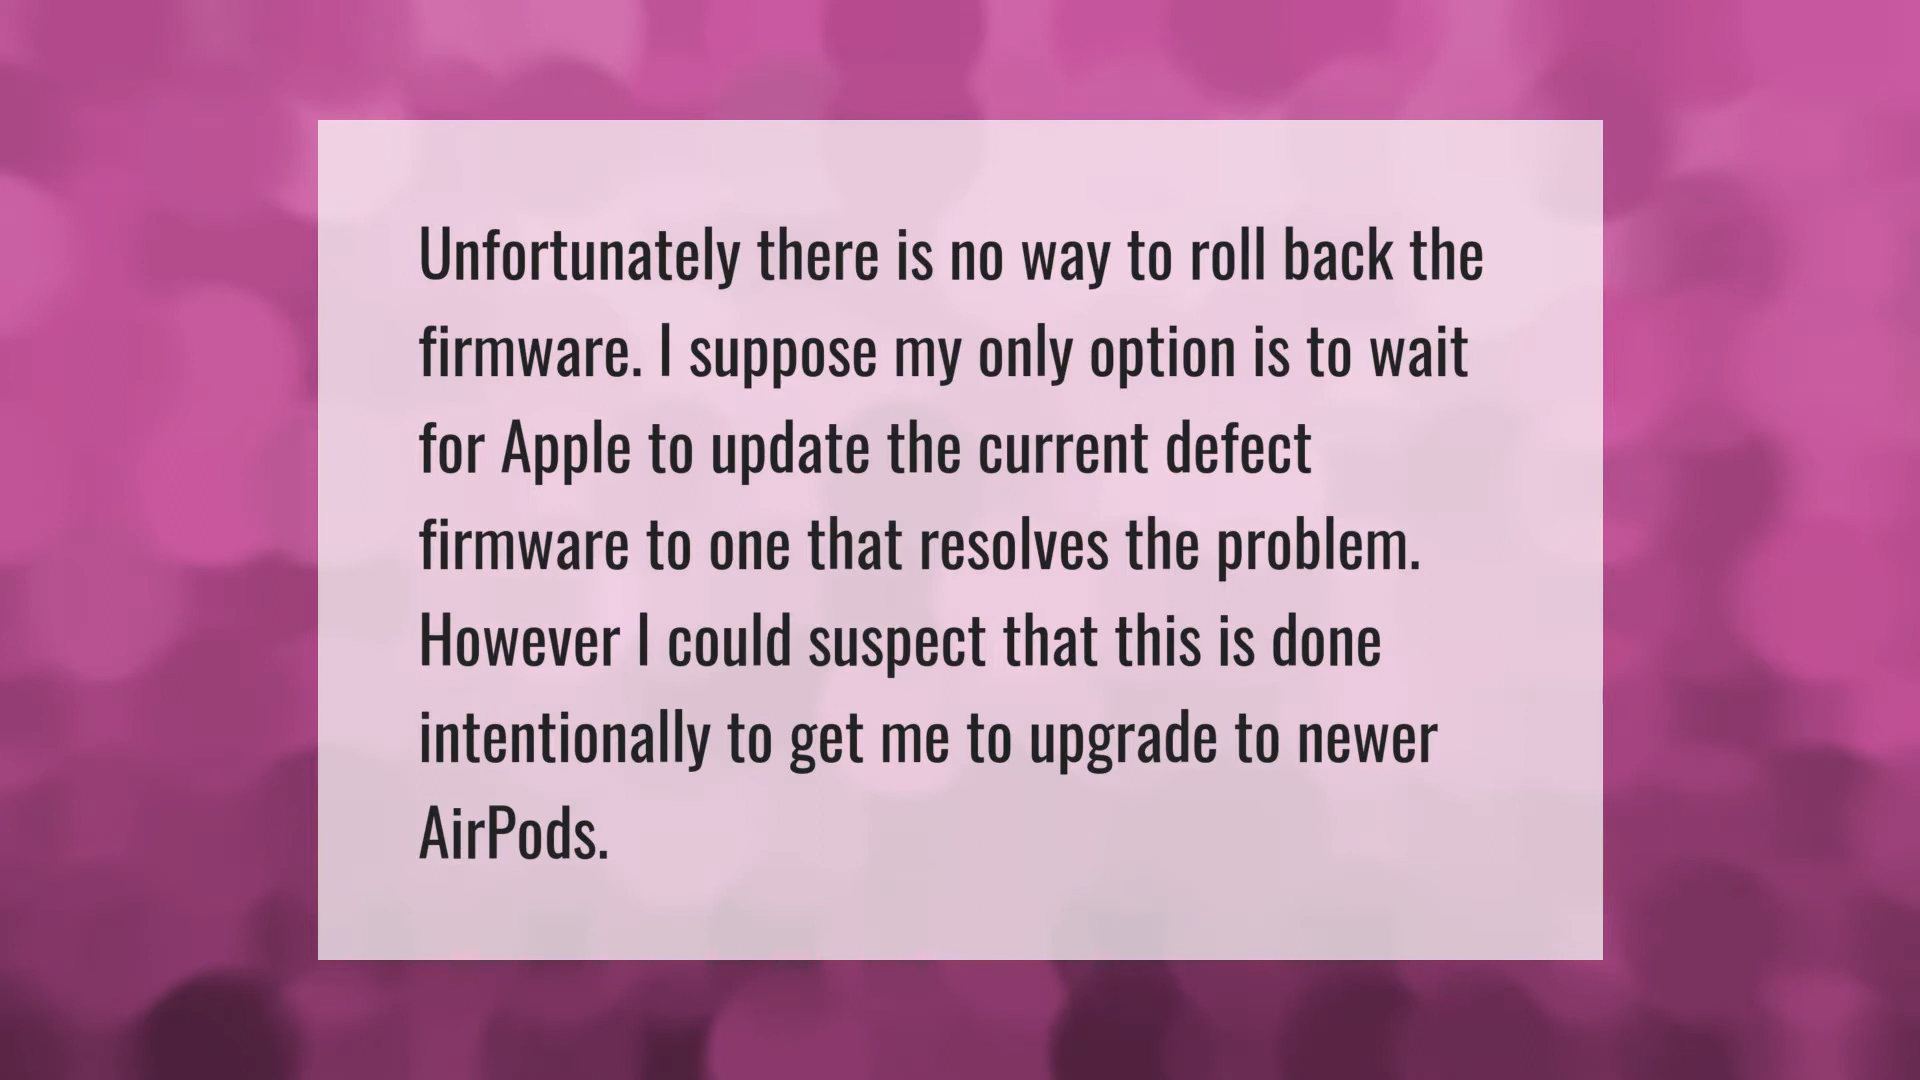 Unfortunately there is no way to roll back the
firmware. I suppose my only option is to wait
for Apple to update the current defect
firmware to one that resolves the problem.
However I could suspect that this is done
intentionally to get me to upgrade to newer
AirPods.